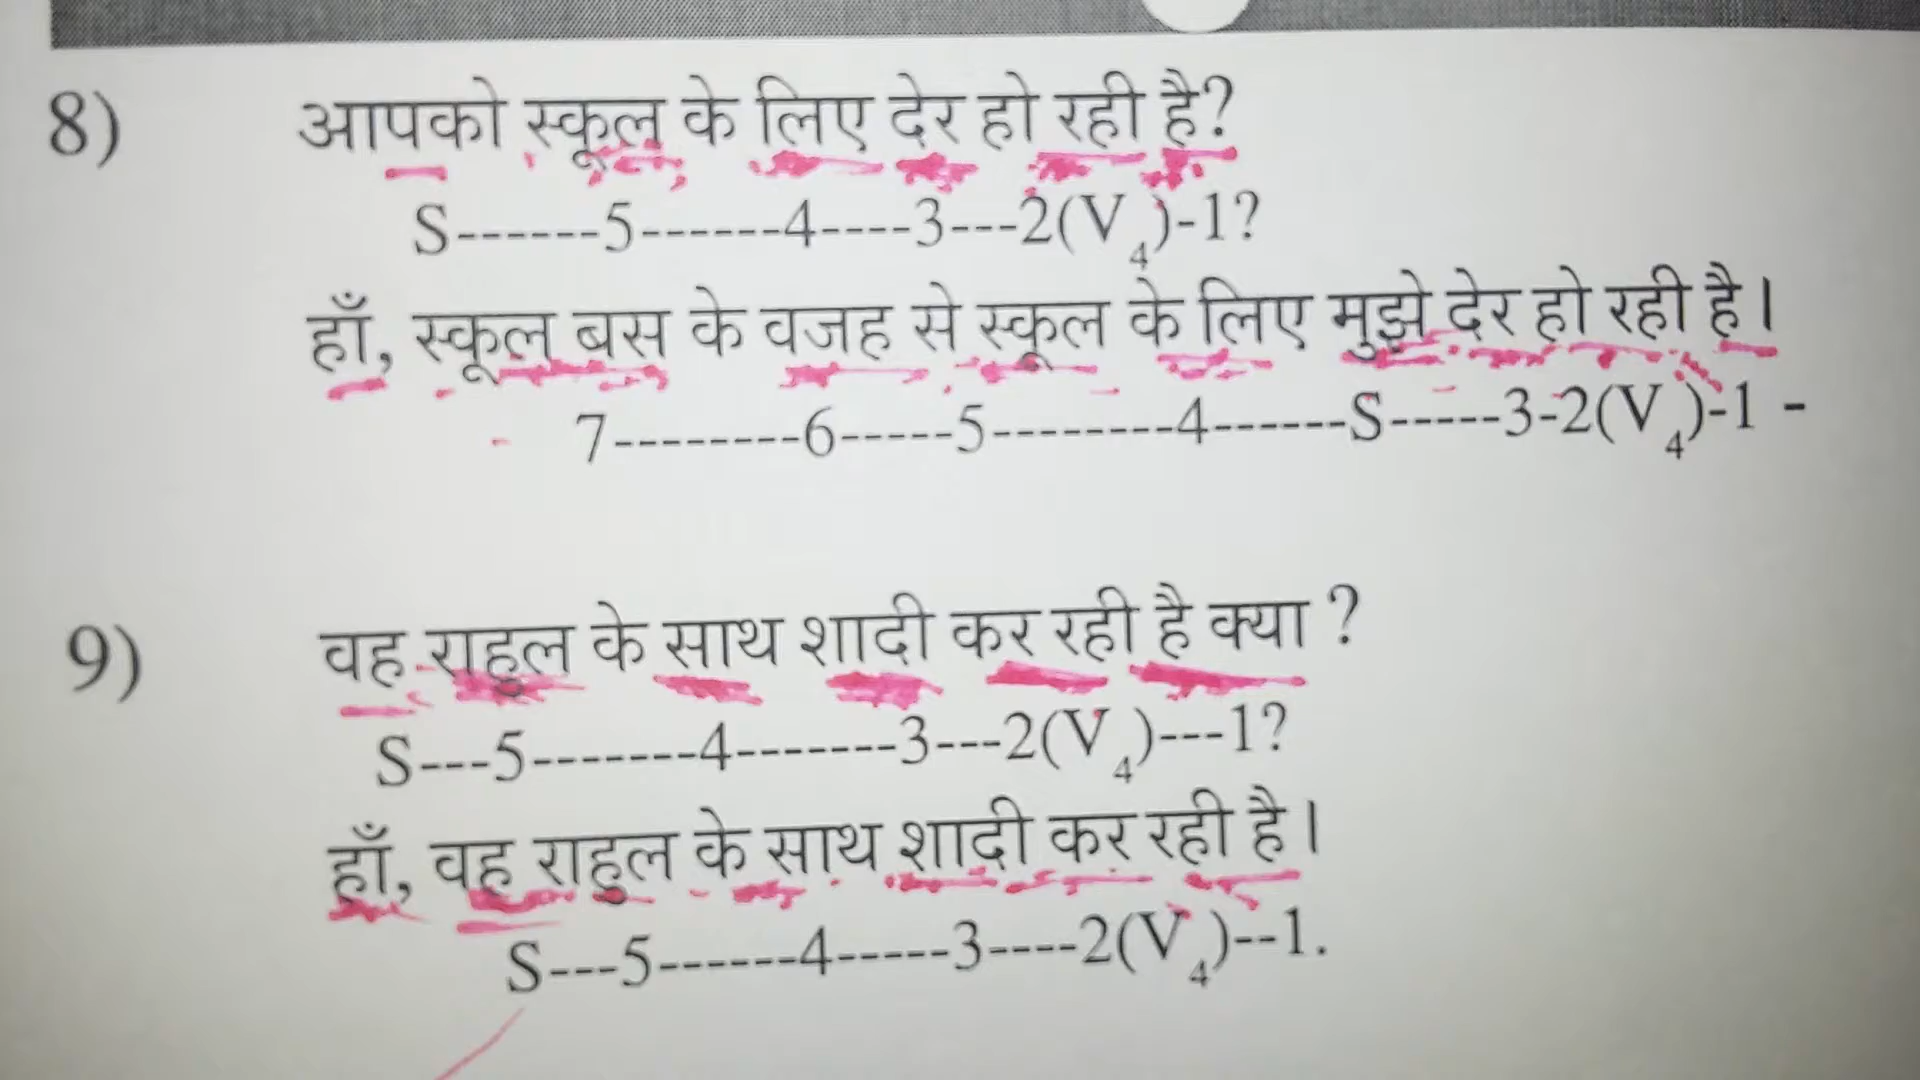 8) आपको स्कूल के लिए देर हो रही है?
S------5------4----3---2(V₄)-1?
हाँ, स्कूल बस के वजह से स्कूल के लिए मुझे देर हो रही है।
7--------6-----5--------4------S-----3-2(V₄)-1 -
9) वह राहुल के साथ शादी कर रही है क्या ?
S---5-------4-------3---2(V₄)---1?
हाँ, वह राहुल के साथ शादी कर रही है।
S---5------4-----3----2(V₄)--1.